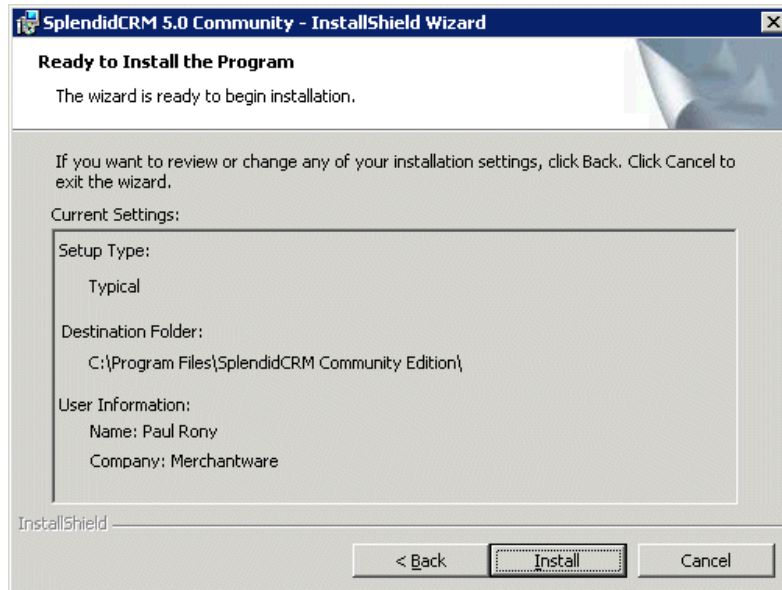 SplendidCRM 5.0 Community - InstallShield Wizard
Ready to Install the Program
The wizard is ready to begin installation.
If you want to review or change any of your installation settings, click Back. Click Cancel to
exit the wizard.
Current Settings:
Setup Type:
Typical
Destination Folder:
C:\Program Files\SplendidCRM Community Edition\
User Information:
Name: Paul Rony
Company: Merchantware
InstallShield
< Back Install Cancel